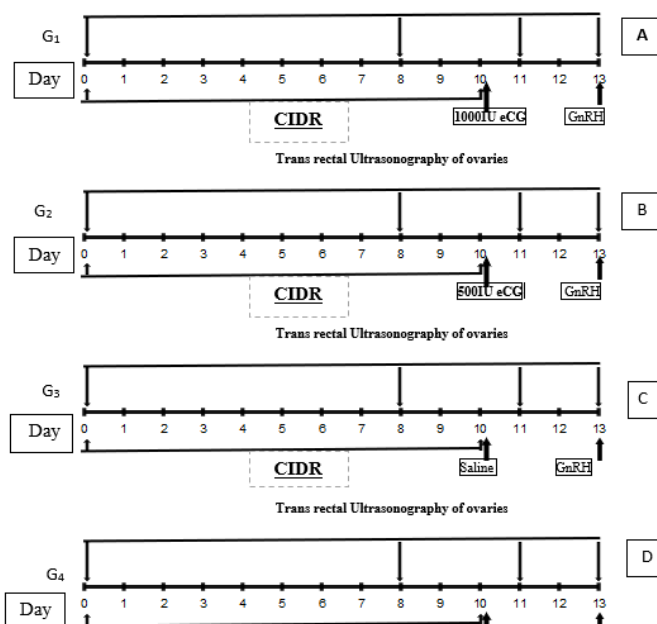 G1 A
Day 0 1 2 3 4 5 6 7 8 9 10 11 12 13
CIDR 1000IU eCG GnRH
Trans rectal Ultrasonography of ovaries
G2 B
Day 0 1 2 3 4 5 6 7 8 9 10 11 12 13
CIDR 500IU eCG GnRH
Trans rectal Ultrasonography of ovaries
G3 C
Day 0 1 2 3 4 5 6 7 8 9 10 11 12 13
CIDR Saline GnRH
Trans rectal Ultrasonography of ovaries
G4 D
Day 0 1 2 3 4 5 6 7 8 9 10 11 12 13